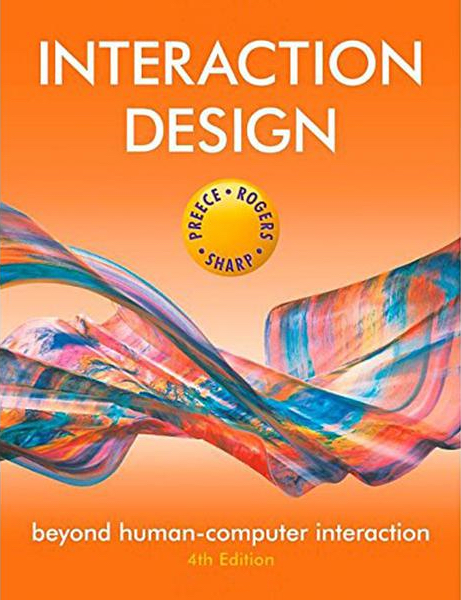 INTERACTION
DESIGN
PREECE • ROGERS • SHARP •
beyond human-computer interaction
4th Edition